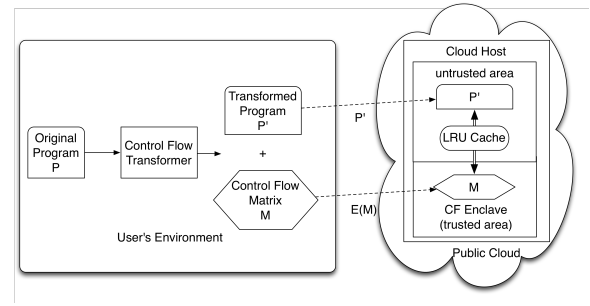 Original
Program
P
Control Flow
Transformer
Transformed
Program
P'
+
Control Flow
Matrix
M
User's Environment
P'
E(M)
Cloud Host
untrusted area
P'
LRU Cache
M
CF Enclave
(trusted area)
Public Cloud